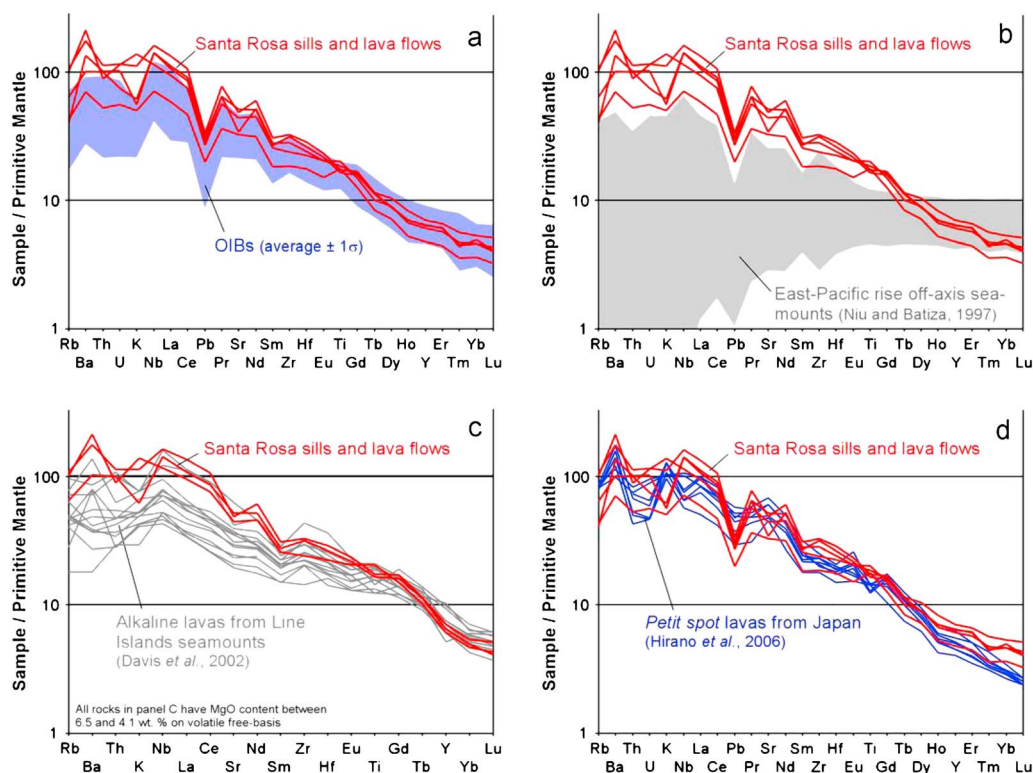 a
Santa Rosa sills and lava flows
Sample / Primitive Mantle
100
10
1
OIBs (average ± 1σ)
Rb Th K La Pb Sr Sm Hf Ti Tb Ho Er Yb
Ba U Nb Ce Pr Nd Zr Eu Gd Dy Y Tm Lu
b
Santa Rosa sills and lava flows
Sample / Primitive Mantle
100
10
1
East-Pacific rise off-axis sea-
mounts (Niu and Batiza, 1997)
Rb Th K La Pb Sr Sm Hf Ti Tb Ho Er Yb
Ba U Nb Ce Pr Nd Zr Eu Gd Dy Y Tm Lu
c
Santa Rosa sills and lava flows
Sample / Primitive Mantle
100
10
1
Alkaline lavas from Line
Islands seamounts
(Davis et al., 2002)
All rocks in panel C have MgO content between
6.5 and 4.1 wt. % on volatile free-basis
Rb Th Nb Ce Nd Zr Eu Gd Y Lu
Ba K La Sr Sm Hf Ti Tb Yb
d
Santa Rosa sills and lava flows
Sample / Primitive Mantle
100
10
1
Petit spot lavas from Japan
(Hirano et al., 2006)
Rb Th K La Pb Sr Sm Hf Ti Tb Ho Er Yb
Ba U Nb Ce Pr Nd Zr Eu Gd Dy Y Tm Lu